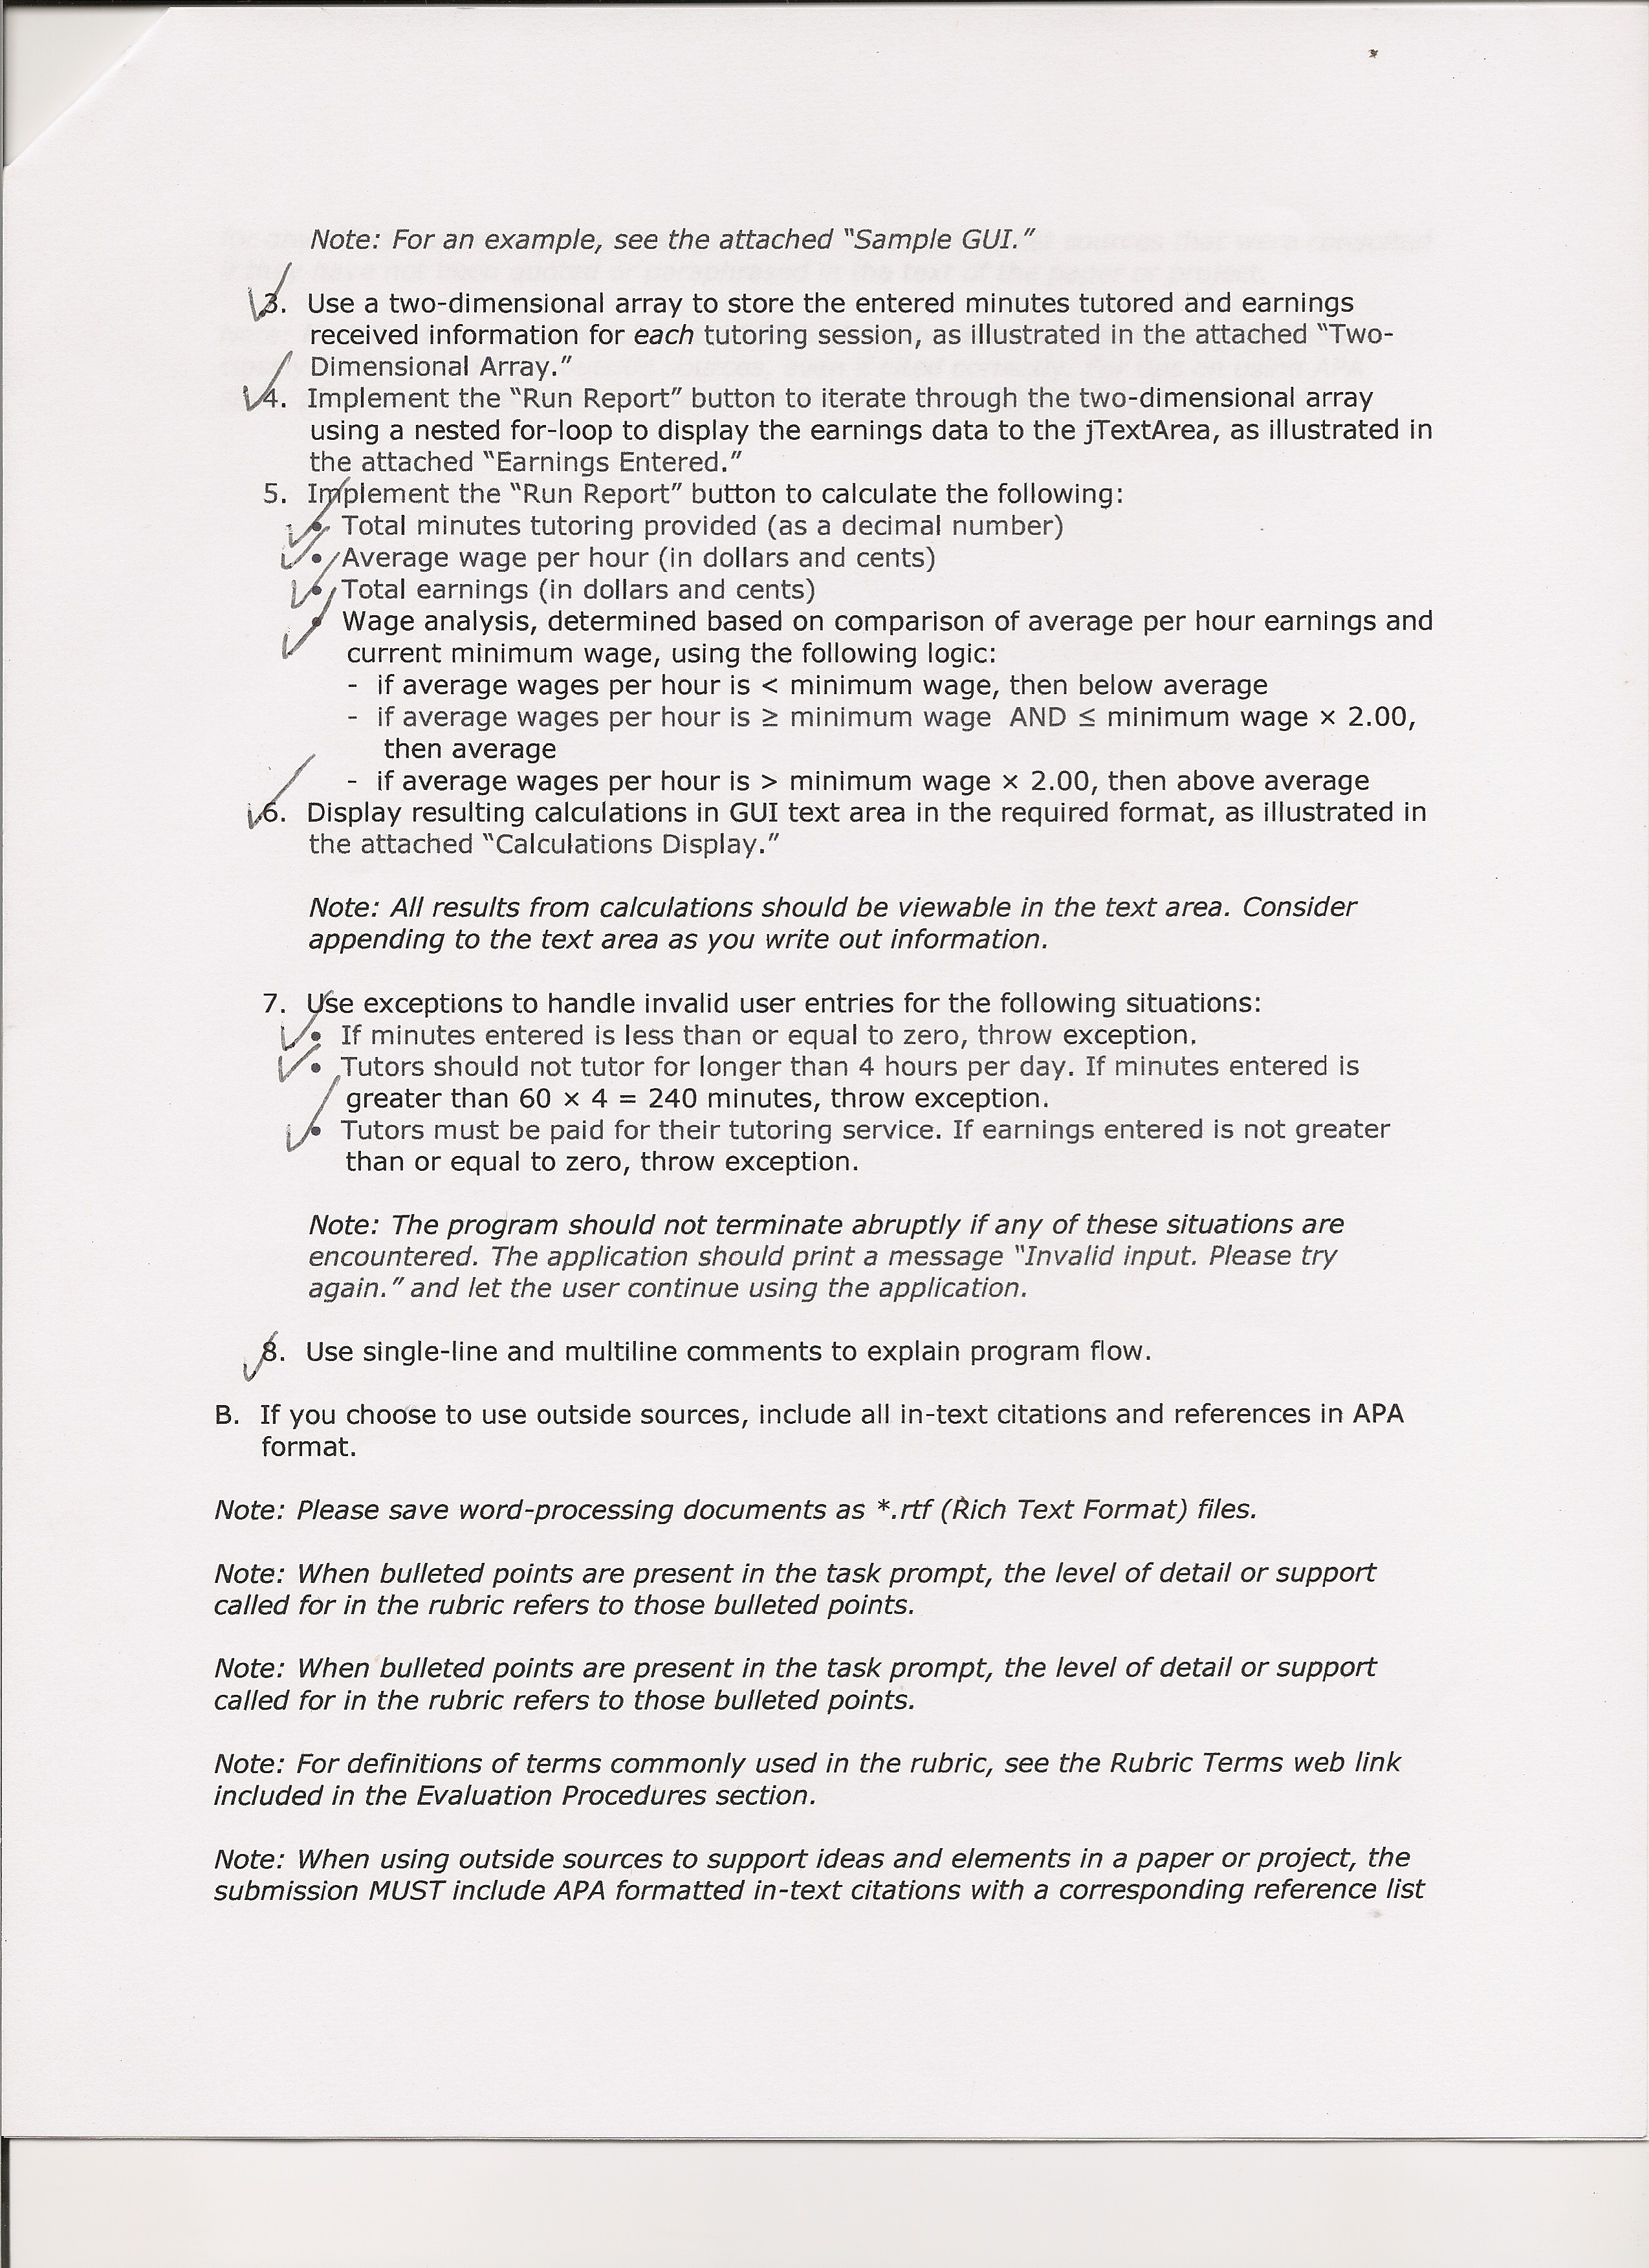 Note: For an example, see the attached “Sample GUI.”
3. Use a two-dimensional array to store the entered minutes tutored and earnings
received information for each tutoring session, as illustrated in the attached “Two-
Dimensional Array.”
4. Implement the “Run Report” button to iterate through the two-dimensional array
using a nested for-loop to display the earnings data to the jTextArea, as illustrated in
the attached “Earnings Entered.”
5. Implement the “Run Report” button to calculate the following:
• Total minutes tutoring provided (as a decimal number)
• Average wage per hour (in dollars and cents)
• Total earnings (in dollars and cents)
• Wage analysis, determined based on comparison of average per hour earnings and
current minimum wage, using the following logic:
- if average wages per hour is < minimum wage, then below average
- if average wages per hour is ≥ minimum wage AND ≤ minimum wage × 2.00,
then average
- if average wages per hour is > minimum wage × 2.00, then above average
6. Display resulting calculations in GUI text area in the required format, as illustrated in
the attached “Calculations Display.”
Note: All results from calculations should be viewable in the text area. Consider
appending to the text area as you write out information.
7. Use exceptions to handle invalid user entries for the following situations:
• If minutes entered is less than or equal to zero, throw exception.
• Tutors should not tutor for longer than 4 hours per day. If minutes entered is
greater than 60 × 4 = 240 minutes, throw exception.
• Tutors must be paid for their tutoring service. If earnings entered is not greater
than or equal to zero, throw exception.
Note: The program should not terminate abruptly if any of these situations are
encountered. The application should print a message “Invalid input. Please try
again.” and let the user continue using the application.
8. Use single-line and multiline comments to explain program flow.
B. If you choose to use outside sources, include all in-text citations and references in APA
format.
Note: Please save word-processing documents as *.rtf (Rich Text Format) files.
Note: When bulleted points are present in the task prompt, the level of detail or support
called for in the rubric refers to those bulleted points.
Note: When bulleted points are present in the task prompt, the level of detail or support
called for in the rubric refers to those bulleted points.
Note: For definitions of terms commonly used in the rubric, see the Rubric Terms web link
included in the Evaluation Procedures section.
Note: When using outside sources to support ideas and elements in a paper or project, the
submission MUST include APA formatted in-text citations with a corresponding reference list